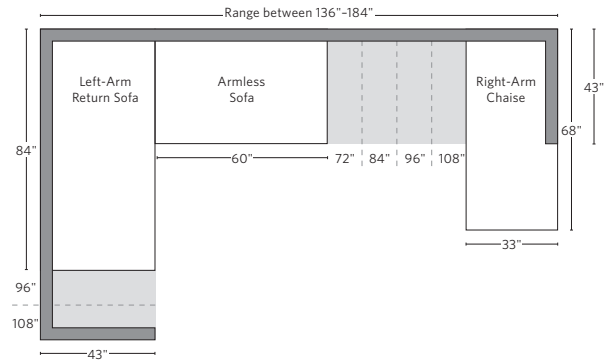 Range between 136"–184"
Left-Arm
Return Sofa
Armless
Sofa
Right-Arm
Chaise
43"
68"
84"
60"
72" 84" 96" 108"
33"
96"
108"
43"